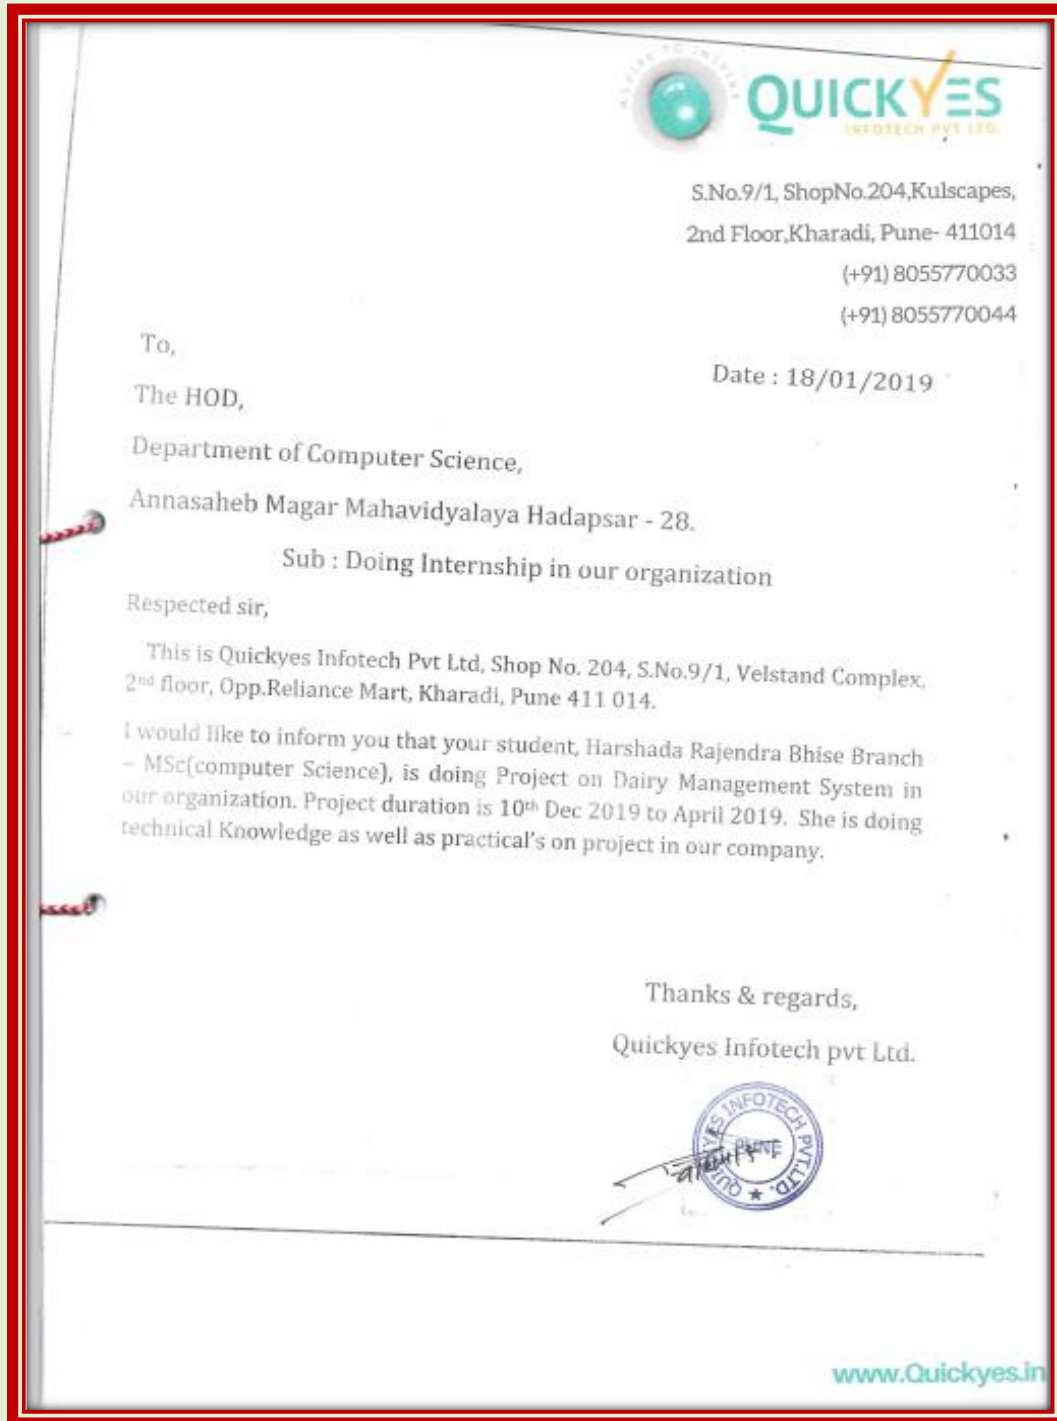 ASPIRE TO INSPIRE
QUICKYES
INFOTECH PVT LTD.
S.No.9/1, ShopNo.204,Kulscapes,
2nd Floor,Kharadi, Pune- 411014
(+91) 8055770033
(+91) 8055770044
To,
Date : 18/01/2019
The HOD,
Department of Computer Science,
Annasaheb Magar Mahavidyalaya Hadapsar - 28.
Sub : Doing Internship in our organization
Respected sir,
This is Quickyes Infotech Pvt Ltd, Shop No. 204, S.No.9/1, Velstand Complex,
2nd floor, Opp.Reliance Mart, Kharadi, Pune 411 014.
I would like to inform you that your student, Harshada Rajendra Bhise Branch
– MSc(computer Science), is doing Project on Dairy Management System in
our organization. Project duration is 10th Dec 2019 to April 2019. She is doing
technical Knowledge as well as practical's on project in our company.
Thanks & regards,
Quickyes Infotech pvt Ltd.
QUICKYES INFOTECH PVT.LTD.
PUNE
www.Quickyes.in